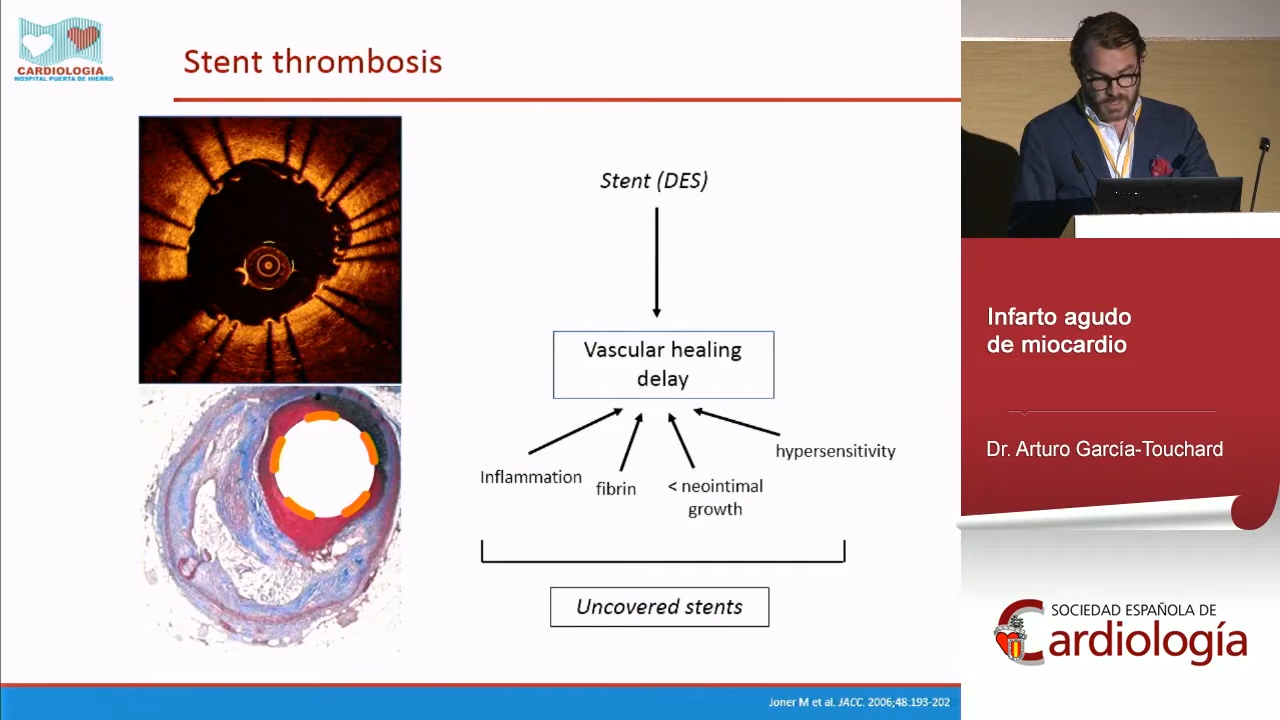 CARDIOLOGIA
HOSPITAL PUERTA DE HIERRO
Stent thrombosis
Stent (DES)
Vascular healing
delay
Inflammation
fibrin
< neointimal
growth
hypersensitivity
Uncovered stents
Joner M et al. JACC. 2006;48.193-202
Infarto agudo
de miocardio
Dr. Arturo García-Touchard
SOCIEDAD ESPAÑOLA DE
Cardiología